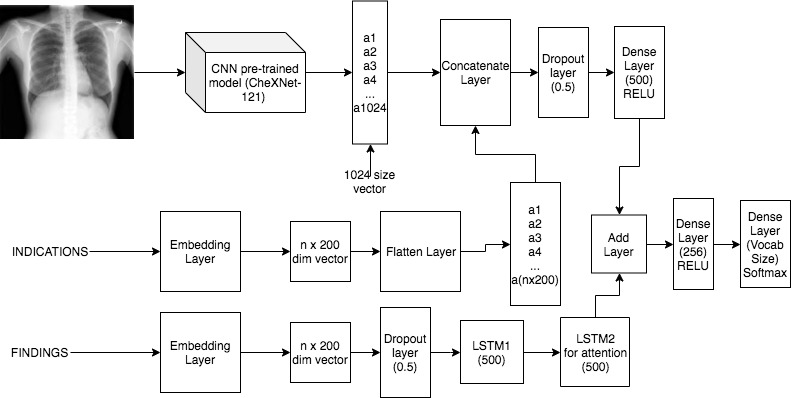 CNN pre-trained
model (CheXNet-
121)
a1
a2
a3
a4
...
a1024
1024 size
vector
Concatenate
Layer
Dropout
layer
(0.5)
Dense
Layer
(500)
RELU
INDICATIONS
Embedding
Layer
n x 200
dim vector
Flatten Layer
a1
a2
a3
a4
...
a(nx200)
Add
Layer
Dense
Layer
(256)
RELU
Dense
Layer
(Vocab
Size)
Softmax
FINDINGS
Embedding
Layer
n x 200
dim vector
Dropout
layer
(0.5)
LSTM1
(500)
LSTM2
for attention
(500)